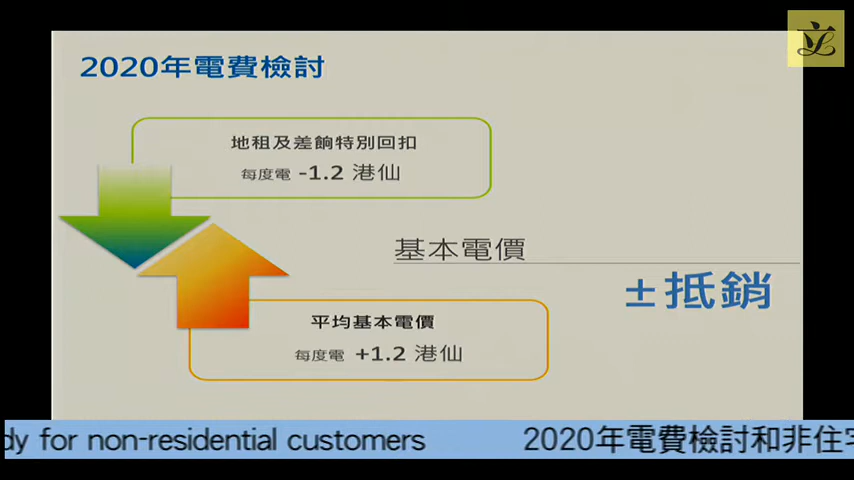 2020年電費檢討
地租及差餉特別回扣
每度電 -1.2 港仙
基本電價
±抵銷
平均基本電價
每度電 +1.2 港仙
dy for non-residential customers 2020年電費檢討和非住宅